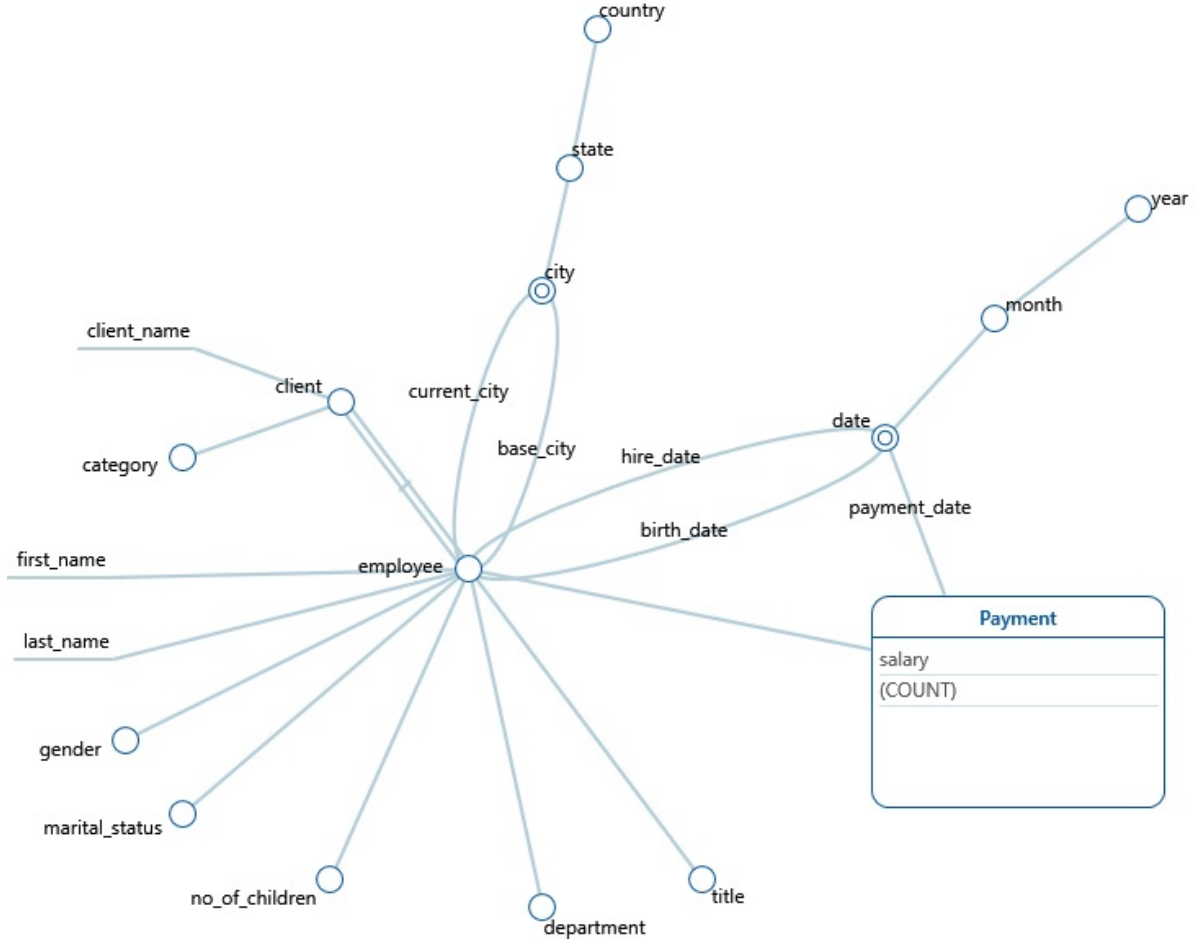 country
state
year
city
month
client_name
client
current_city
date
base_city
hire_date
category
payment_date
birth_date
first_name
employee
Payment
last_name
salary
(COUNT)
gender
marital_status
no_of_children
title
department